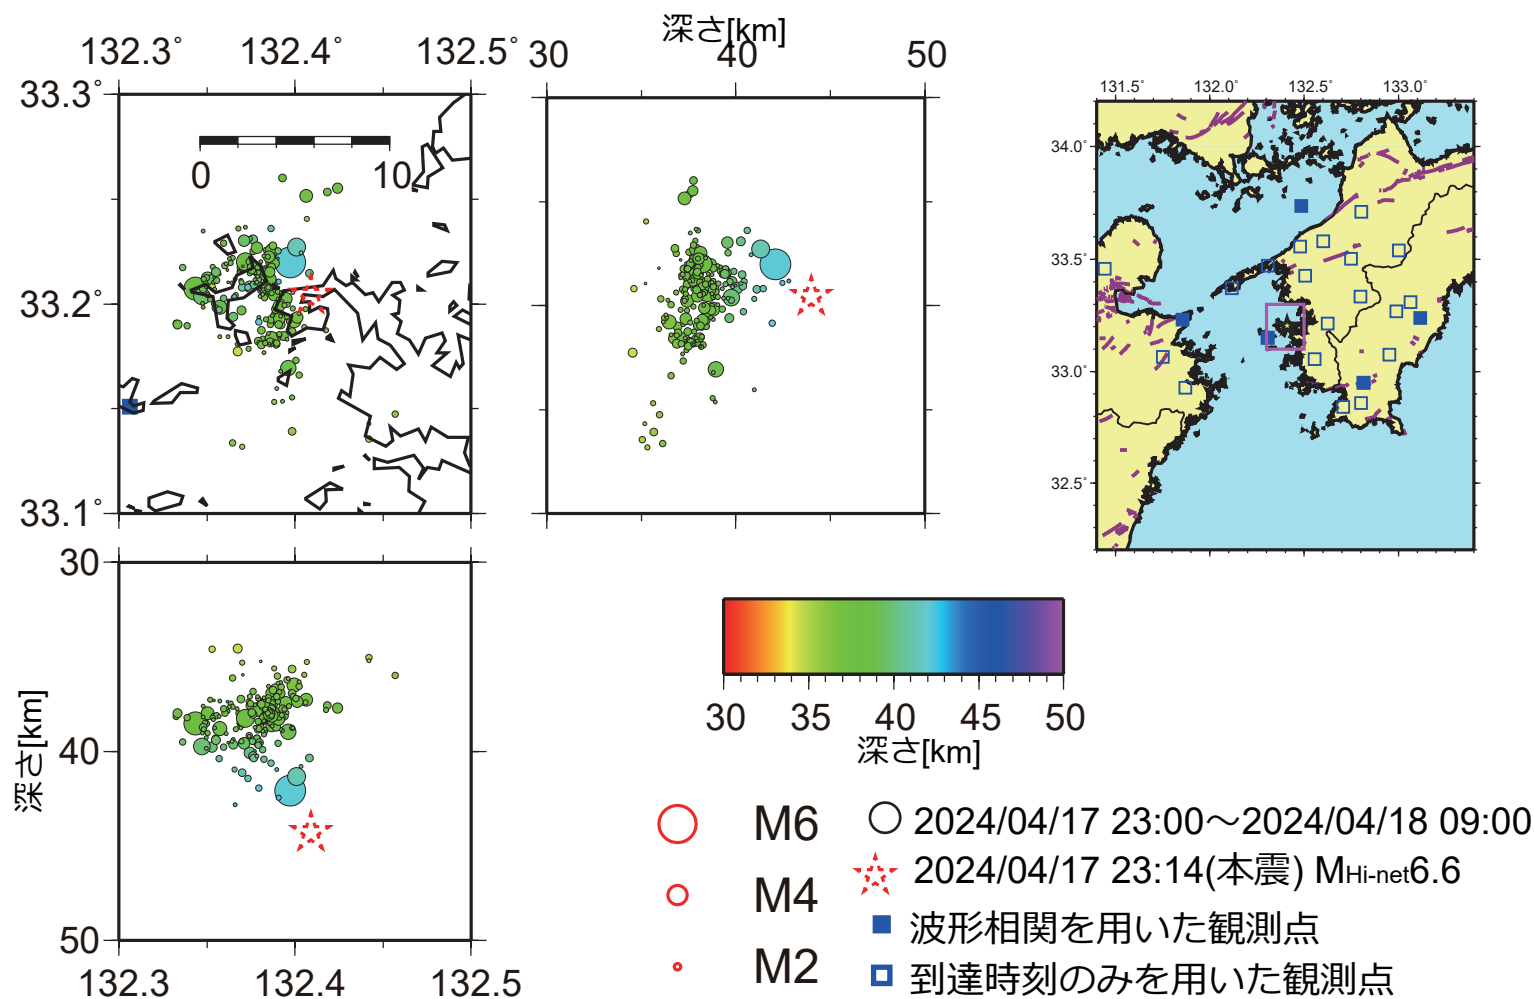 深さ[km]
132.3° 132.4° 132.5° 30 40 50
33.3°
0 10
33.2°
33.1°
131.5° 132.0° 132.5° 133.0°
34.0°
33.5°
33.0°
32.5°
30
40
50
深さ[km]
132.3 132.4 132.5
30 35 40 45 50
深さ[km]
M6
M4
M2
2024/04/17 23:00～2024/04/18 09:00
2024/04/17 23:14(本震) MHi-net6.6
波形相関を用いた観測点
到達時刻のみを用いた観測点